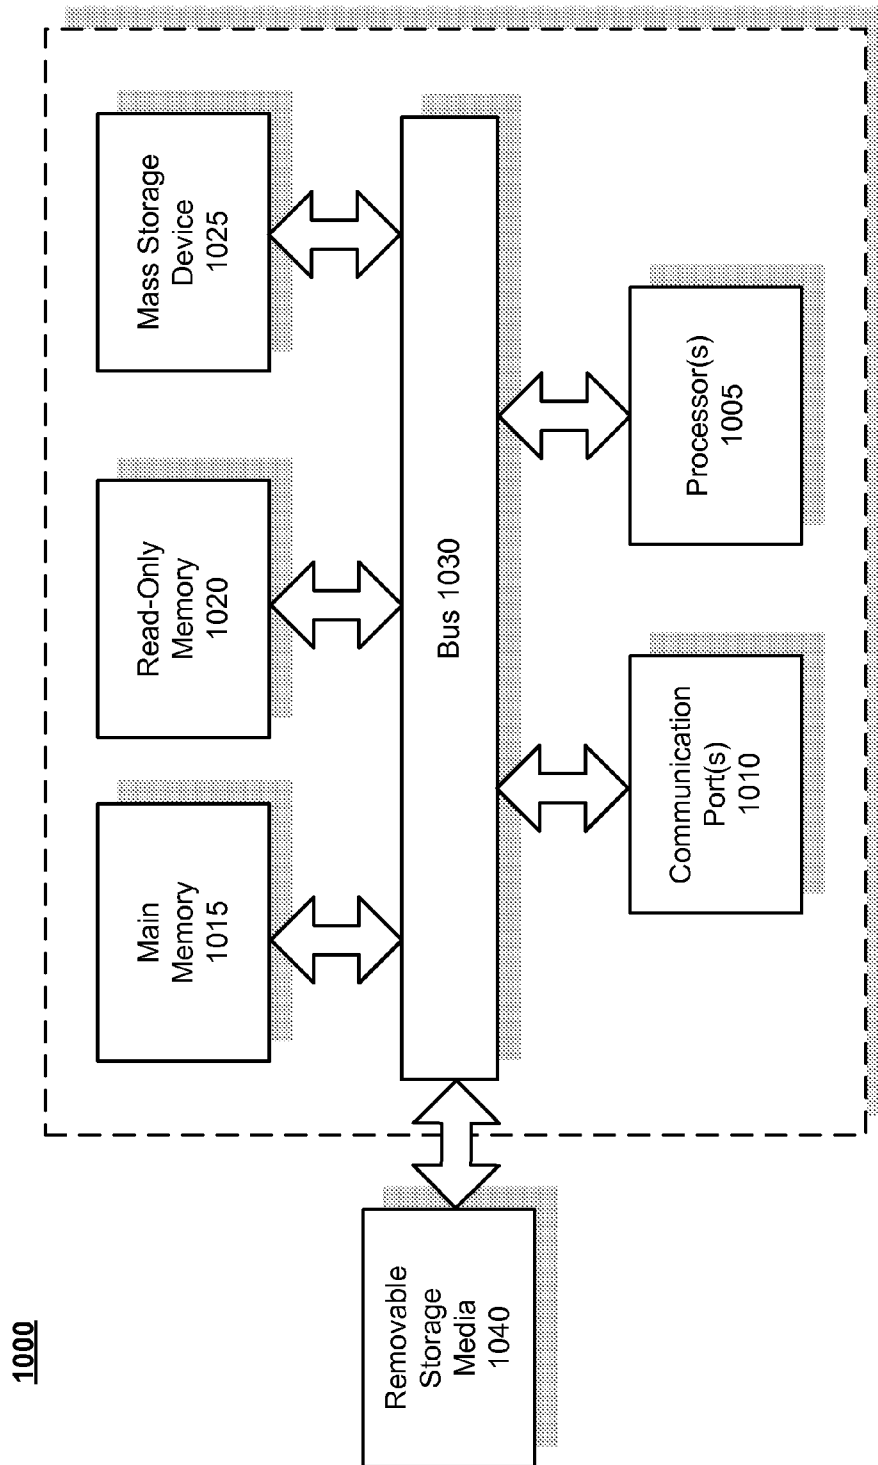 1000
Removable
Storage
Media
1040
Main
Memory
1015
Read-Only
Memory
1020
Mass Storage
Device
1025
Bus 1030
Communication
Port(s)
1010
Processor(s)
1005